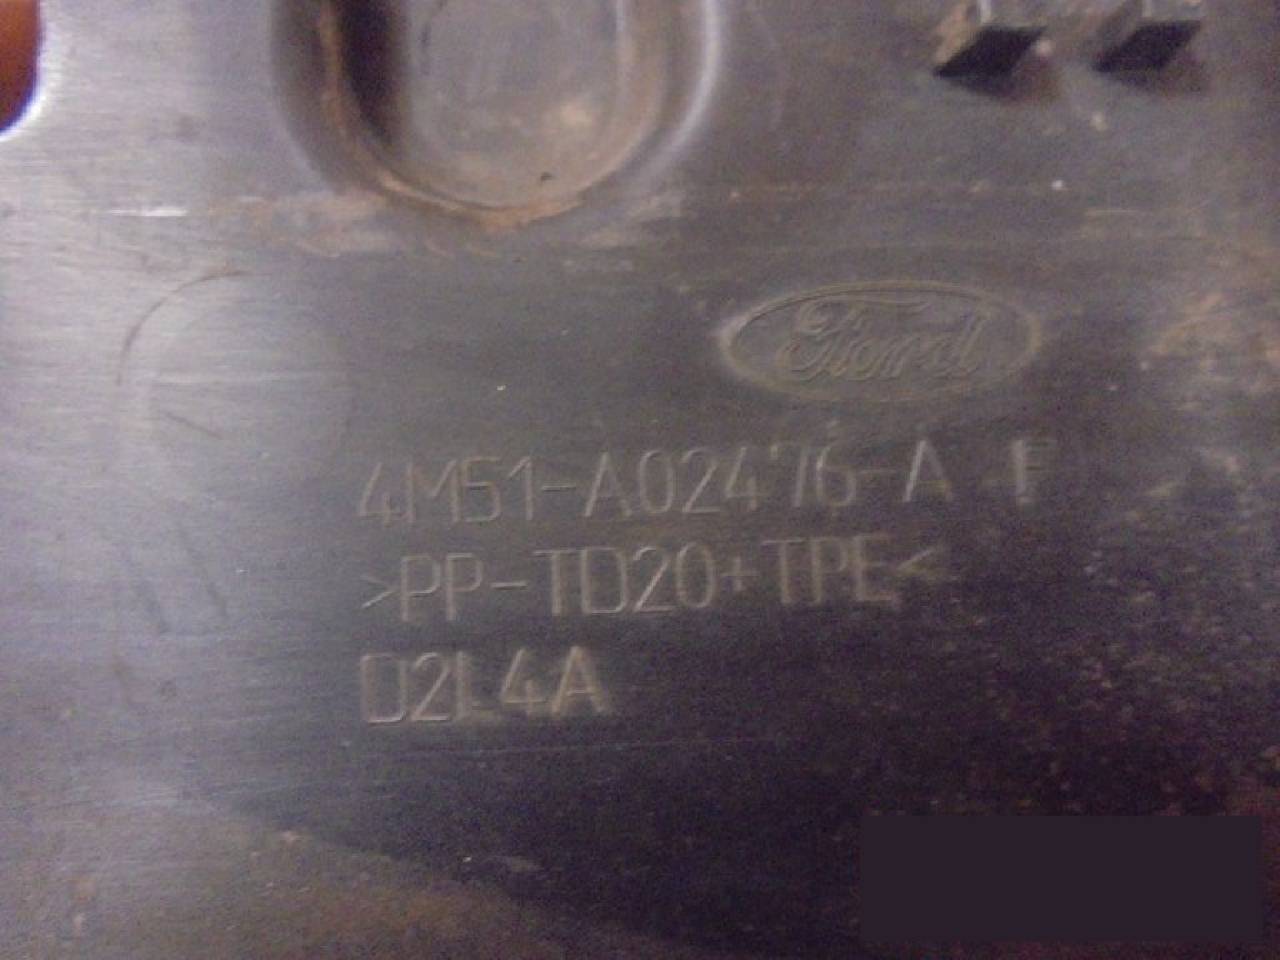 Ford
4M51-A02476-A F
>PP-TD20+TPE<
D2L4A